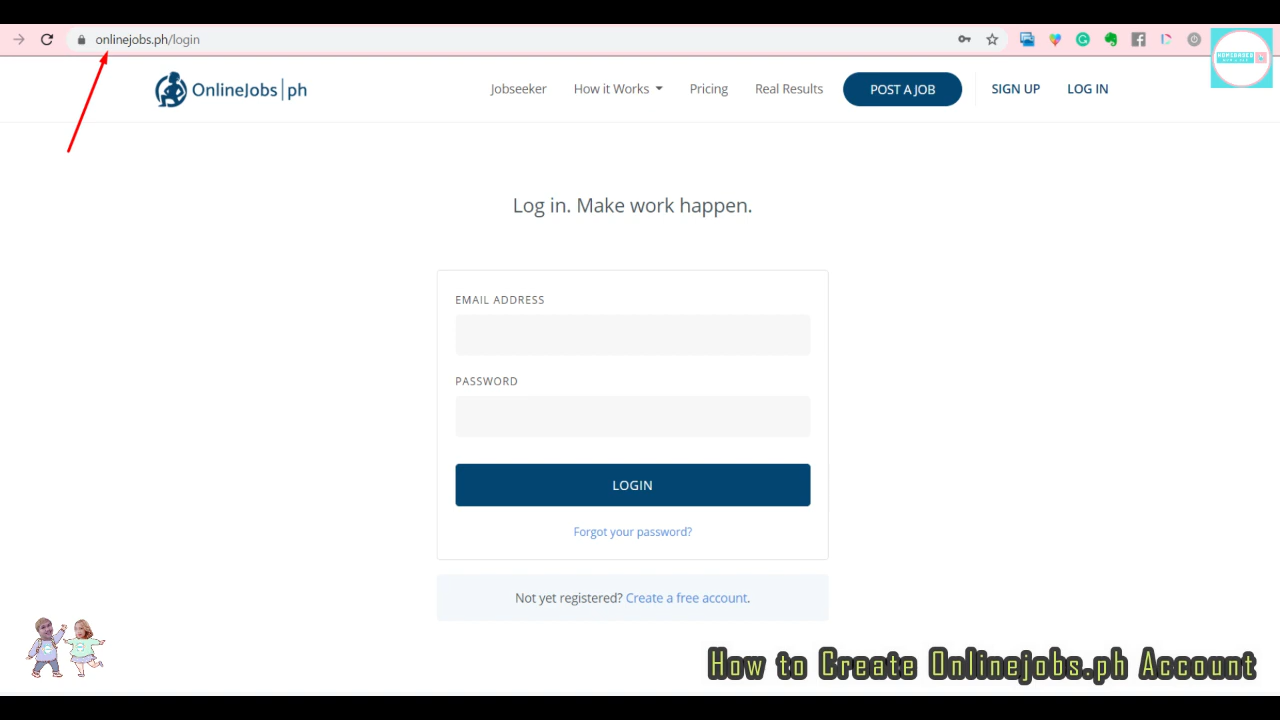 onlinejobs.ph/login
OnlineJobs ph
Jobseeker How it Works Pricing Real Results POST A JOB SIGN UP LOG IN
Log in. Make work happen.
EMAIL ADDRESS
PASSWORD
LOGIN
Forgot your password?
Not yet registered? Create a free account.
How to Create Onlinejobs.ph Account